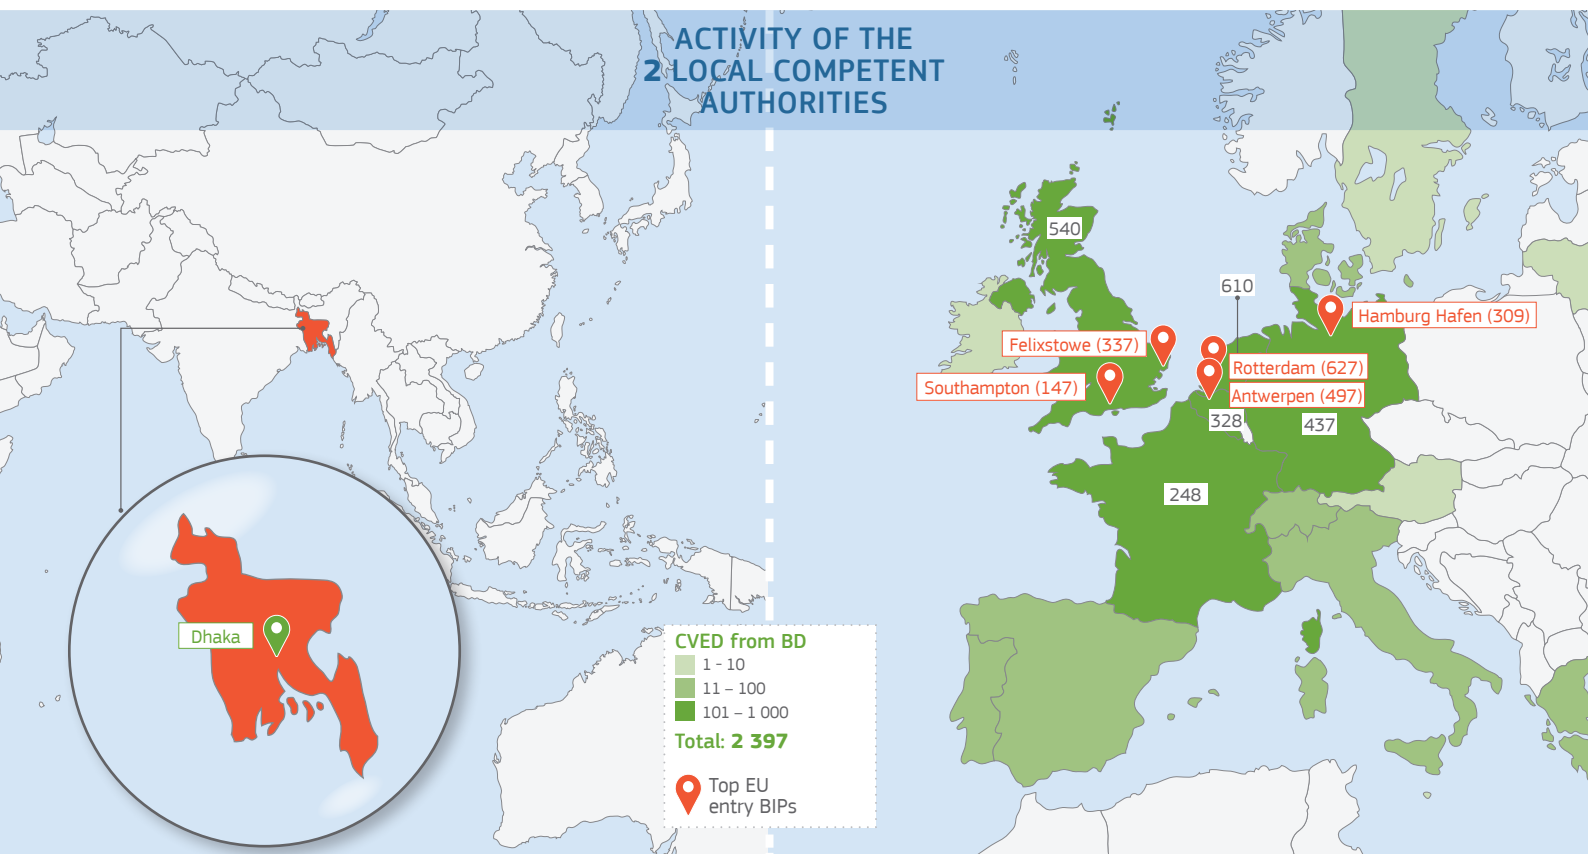 ACTIVITY OF THE
2 LOCAL COMPETENT
AUTHORITIES
540
610
Hamburg Hafen (309)
Felixstowe (337)
Rotterdam (627)
Southampton (147)
Antwerpen (497)
328
437
248
Dhaka
CVED from BD
1 - 10
11 – 100
101 – 1 000
Total: 2 397
Top EU
entry BIPs